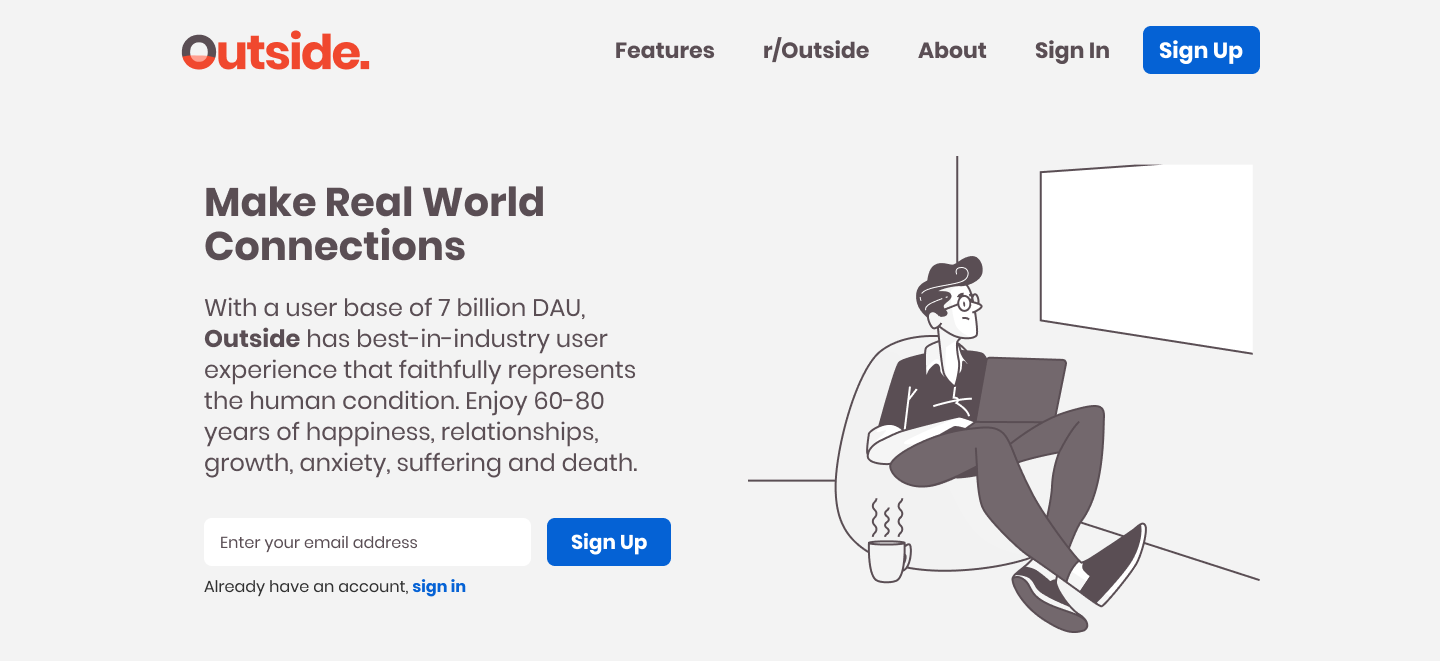 Outside.
Features
r/Outside
About
Sign In
Sign Up
Make Real World
Connections
With a user base of 7 billion DAU,
Outside has best-in-industry user
experience that faithfully represents
the human condition. Enjoy 60-80
years of happiness, relationships,
growth, anxiety, suffering and death.
Enter your email address
Sign Up
Already have an account, sign in